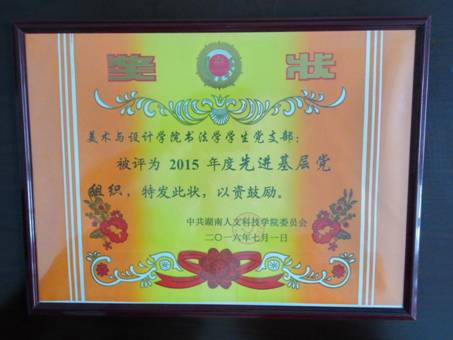 奖 状
美术与设计学院书法学学生党支部：
被评为 2015 年度先进基层党
组织，特发此状，以资鼓励。
中共湖南人文科技学院委员会
二〇一六年七月一日